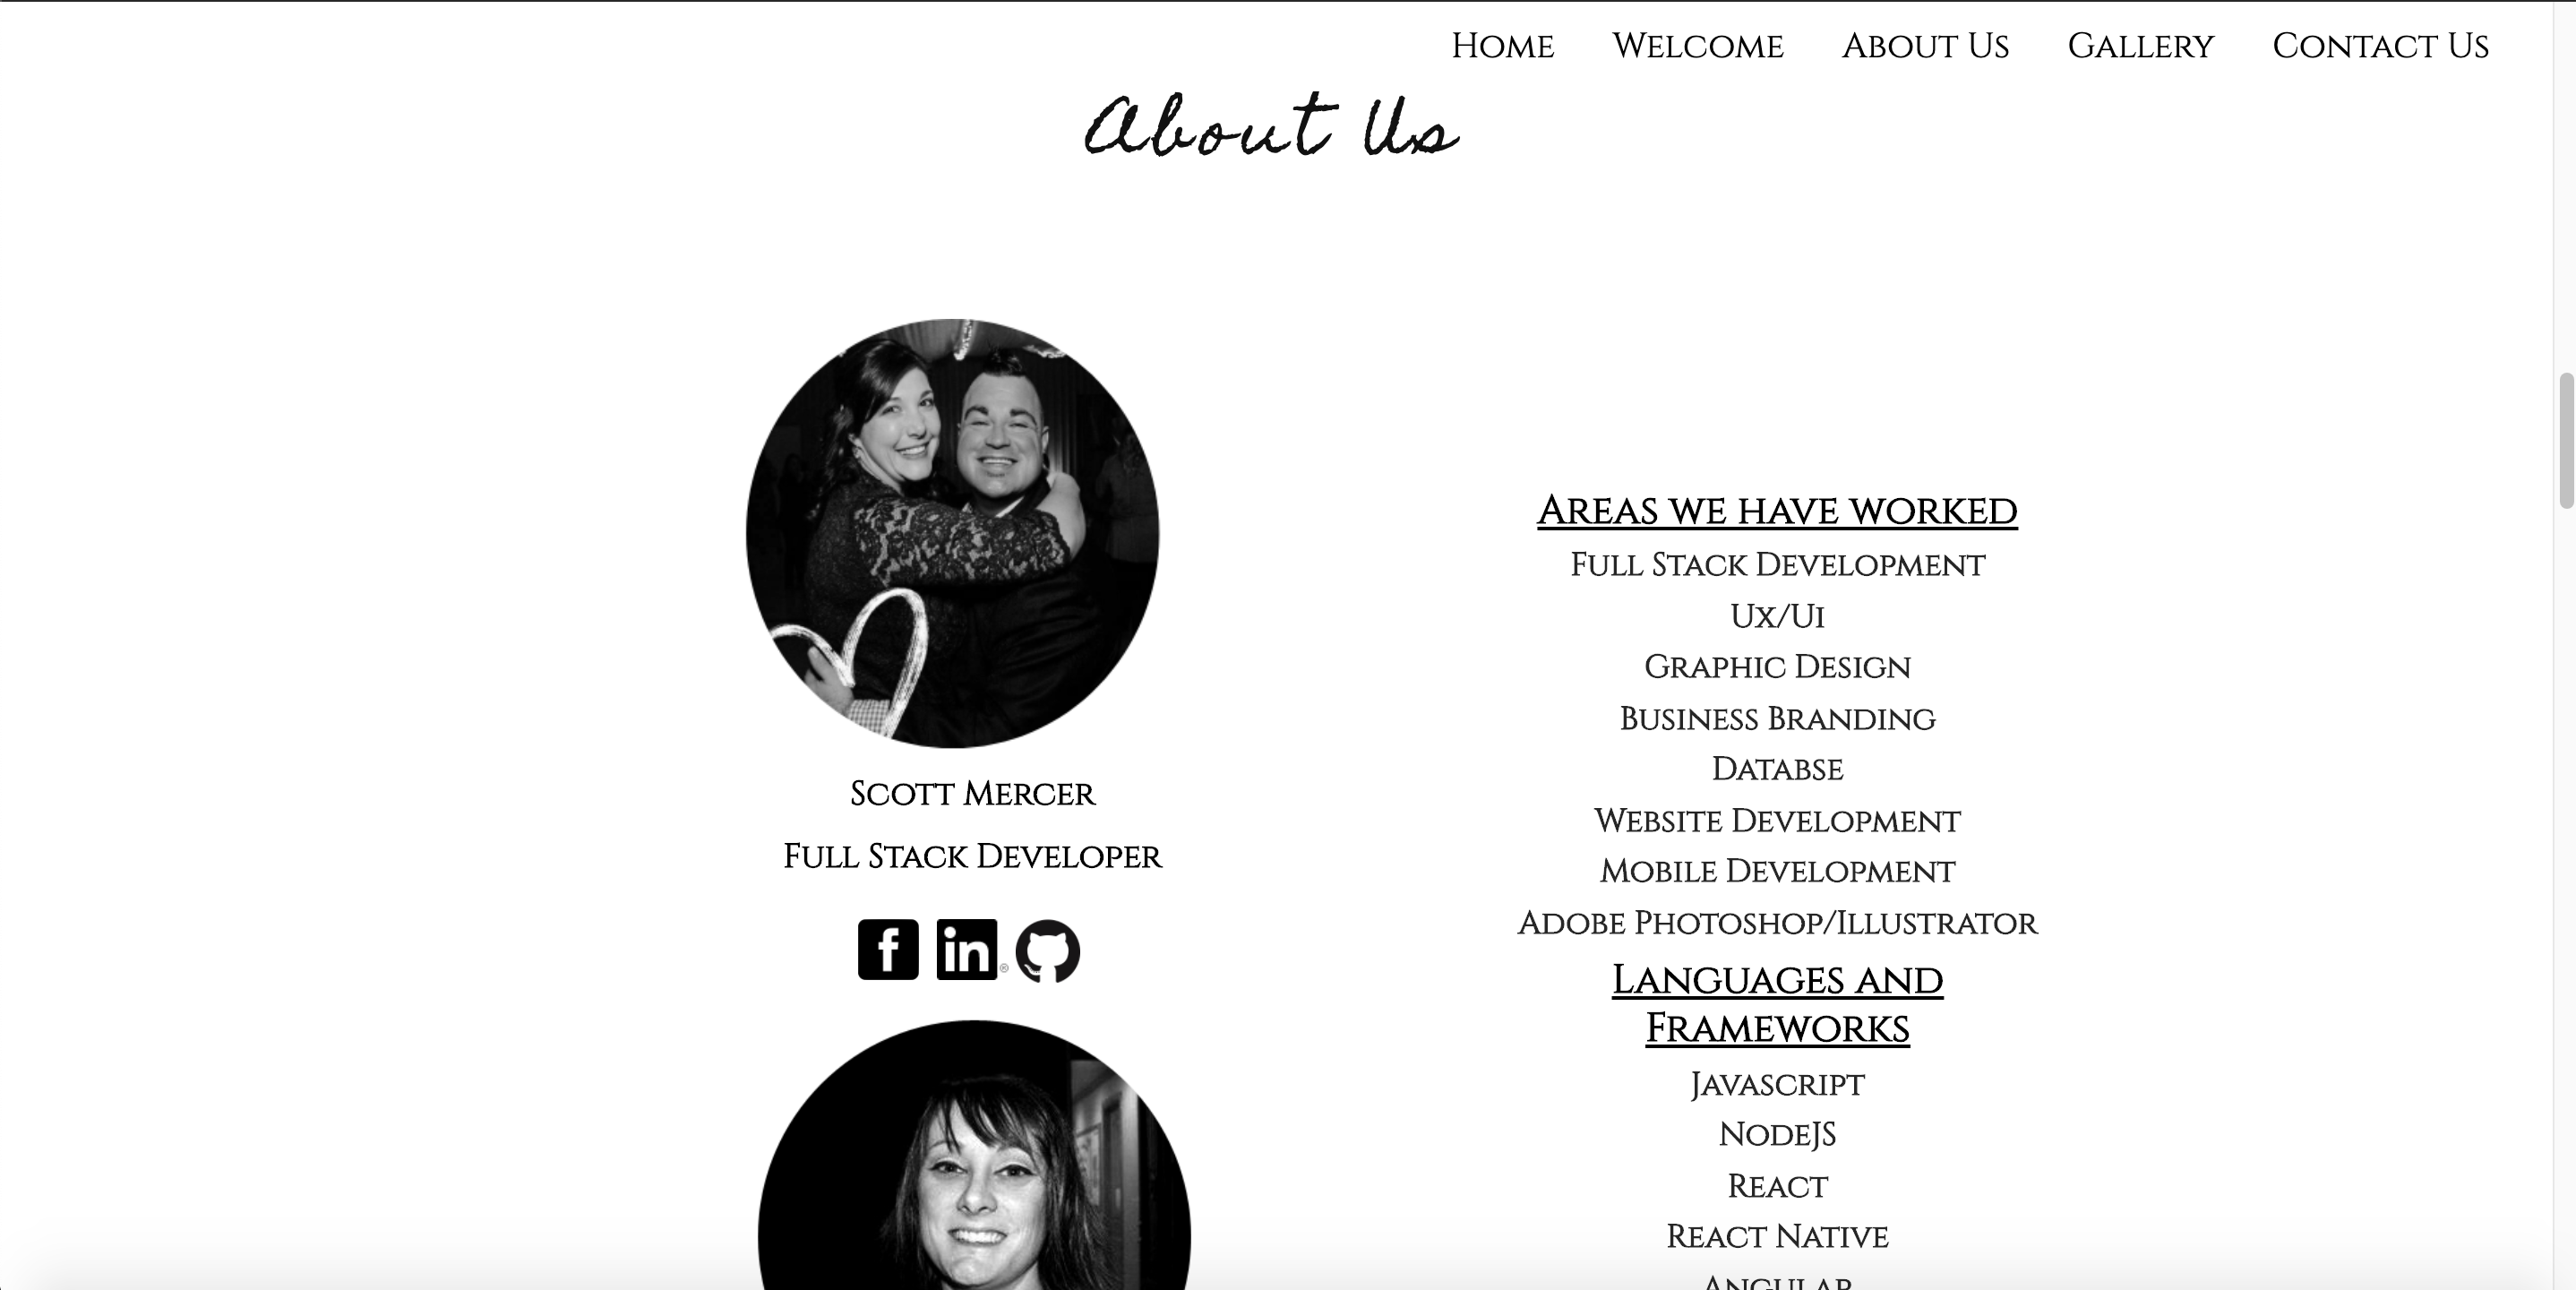 Home Welcome About Us Gallery Contact Us
About Us
Scott Mercer
Full Stack Developer
f in® 
Areas we have worked
Full Stack Development
Ux/Ui
Graphic Design
Business Branding
Databse
Website Development
Mobile Development
Adobe Photoshop/Illustrator
Languages and
Frameworks
Javascript
NodeJS
React
React Native
Angular